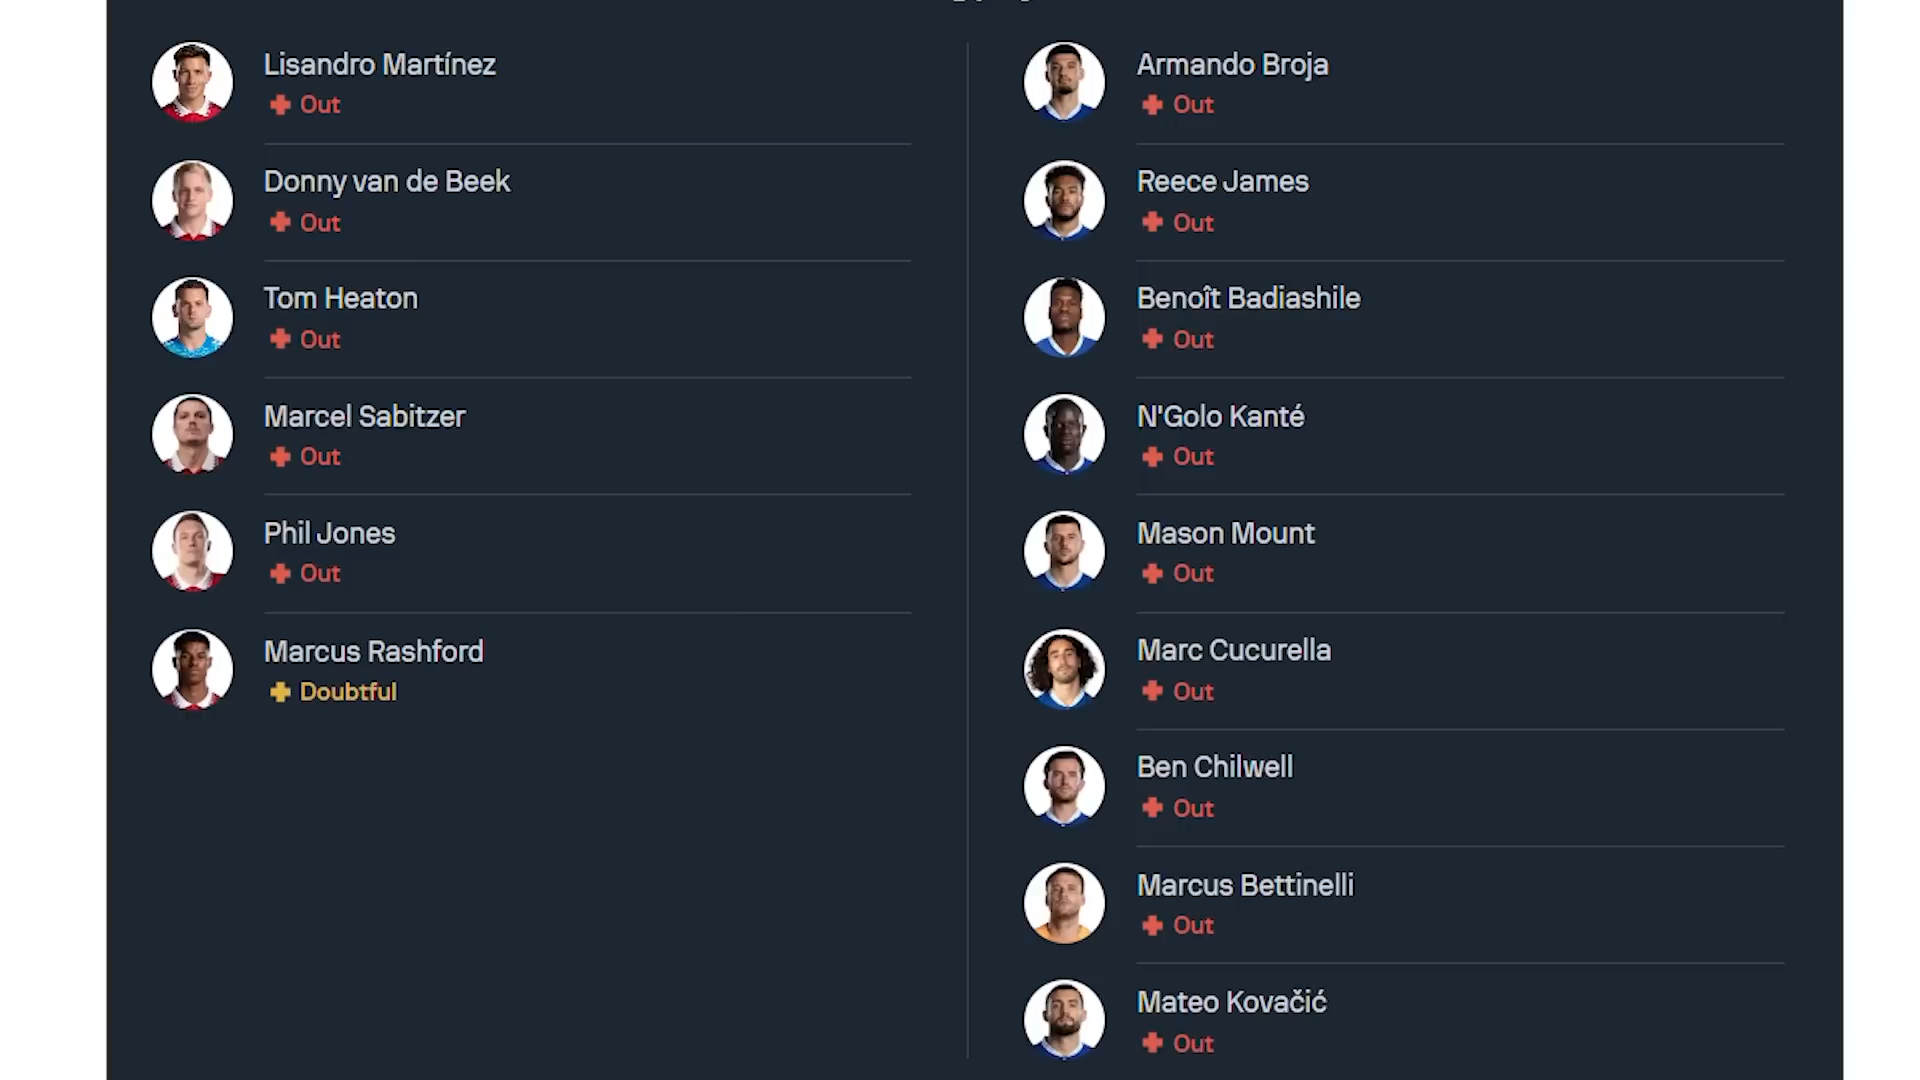 Lisandro Martínez
Out
Donny van de Beek
Out
Tom Heaton
Out
Marcel Sabitzer
Out
Phil Jones
Out
Marcus Rashford
Doubtful
Armando Broja
Out
Reece James
Out
Benoît Badiashile
Out
N'Golo Kanté
Out
Mason Mount
Out
Marc Cucurella
Out
Ben Chilwell
Out
Marcus Bettinelli
Out
Mateo Kovačić
Out